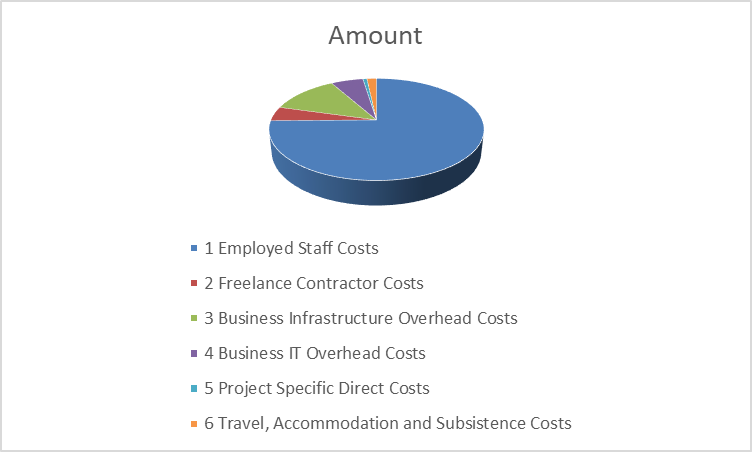 Amount
1 Employed Staff Costs
2 Freelance Contractor Costs
3 Business Infrastructure Overhead Costs
4 Business IT Overhead Costs
5 Project Specific Direct Costs
6 Travel, Accommodation and Subsistence Costs